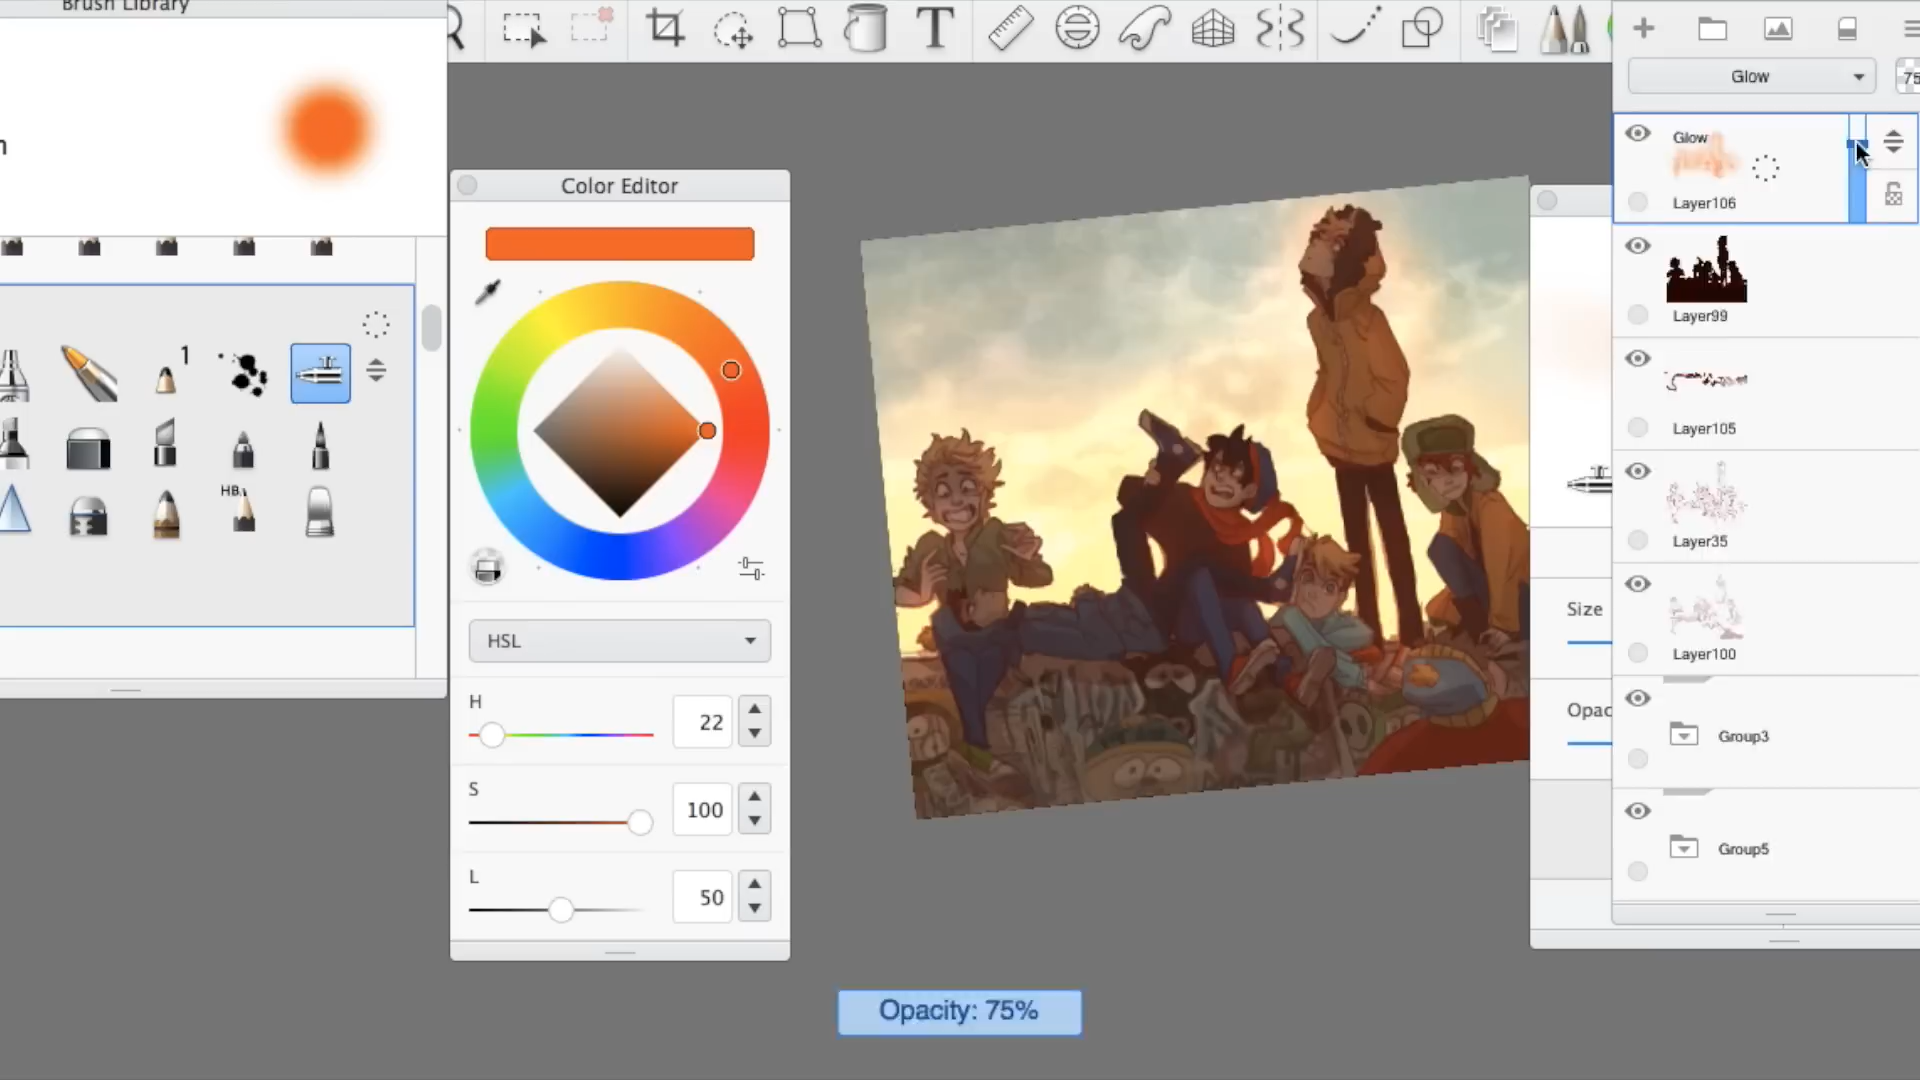 Brush Library
T
n
Glow
75
Color Editor
Glow
Layer106
Layer99
1
Layer105
Layer35
HB
Size
HSL
Layer100
H
22
Opac
Group3
S
100
Group5
L
50
Opacity: 75%